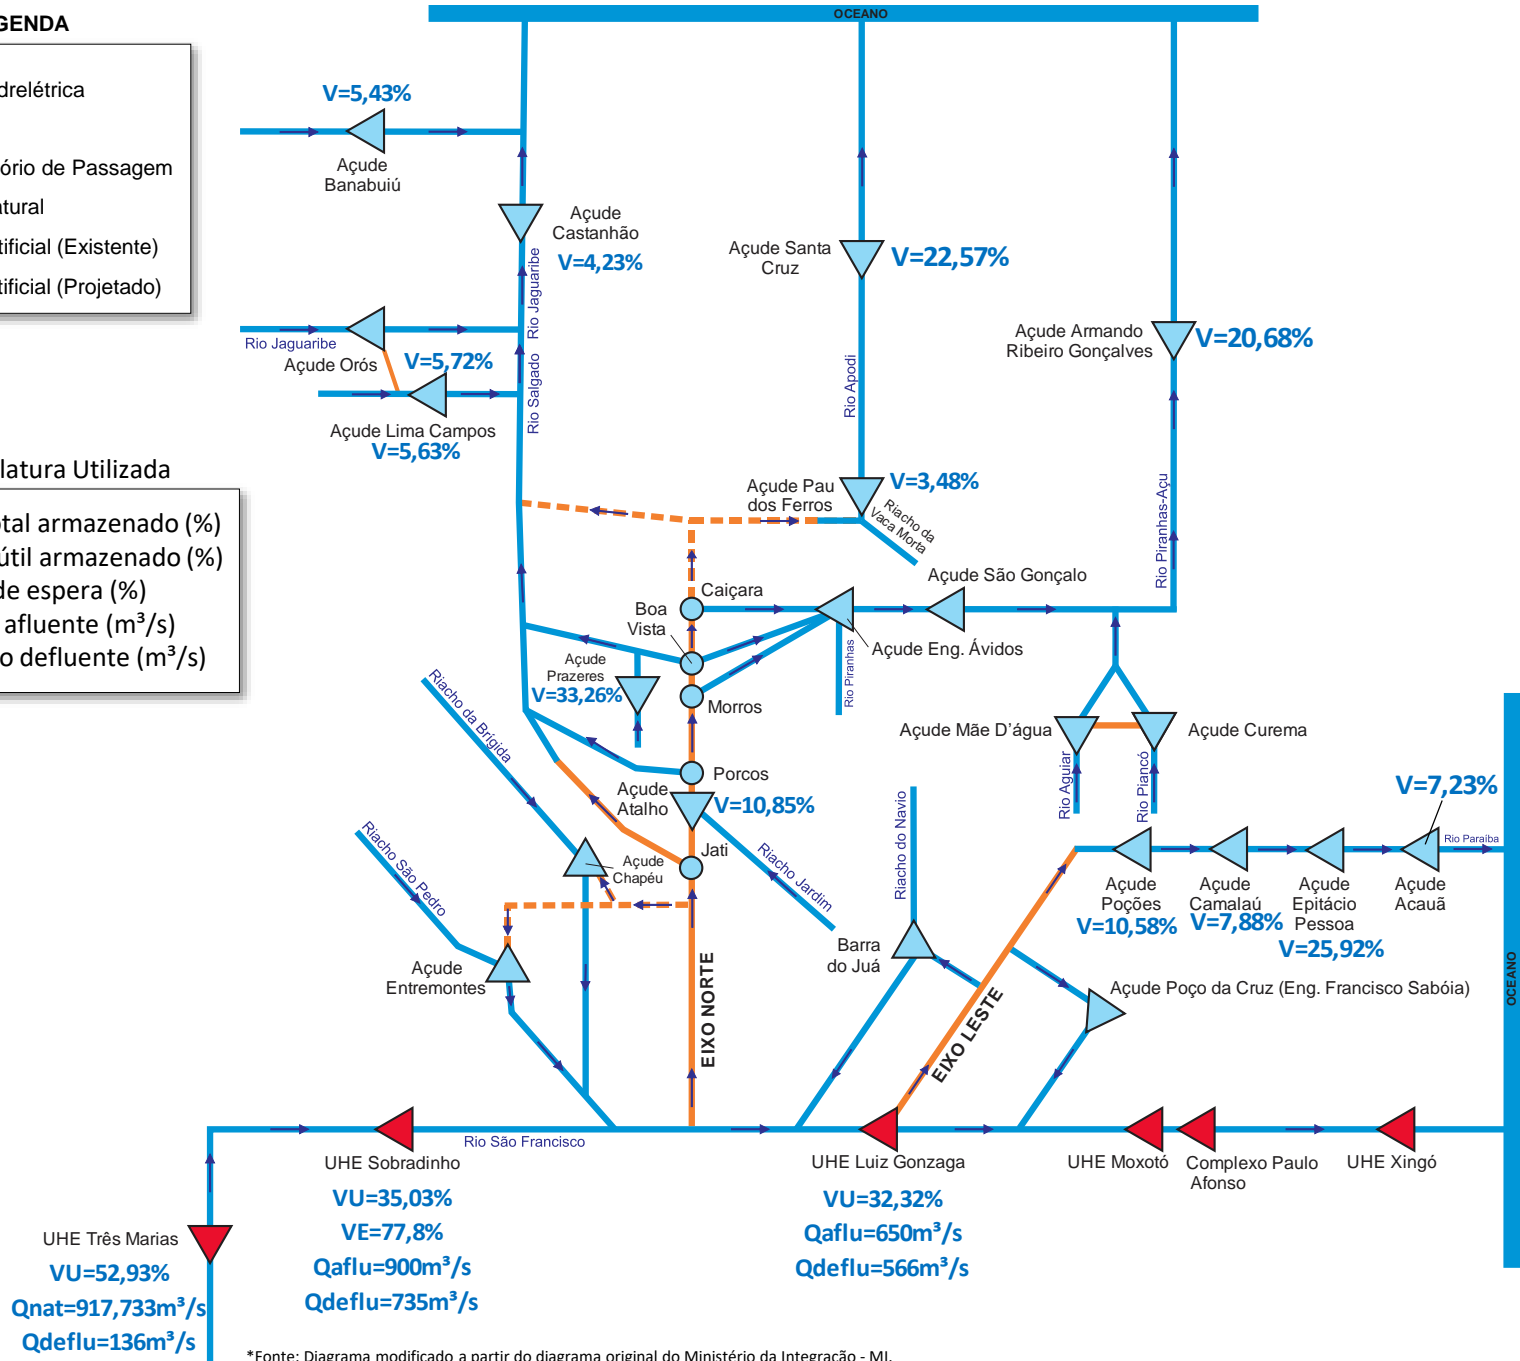 GENDA
drelétrica
ório de Passagem
atural
tificial (Existente)
tificial (Projetado)
latura Utilizada
otal armazenado (%)
útil armazenado (%)
de espera (%)
afluente (m³/s)
o defluente (m³/s)
OCEANO
V=5,43%
Açude
Banabuiú
Açude
Castanhão
V=4,23%
Rio Jaguaribe
Rio Jaguaribe
Açude Orós
V=5,72%
Açude Lima Campos
V=5,63%
Rio Salgado
Açude Santa
Cruz
V=22,57%
Rio Apodi
Açude Armando
Ribeiro Gonçalves
V=20,68%
Rio Piranhas-Açu
Açude Pau
dos Ferros
V=3,48%
Riacho da
Vaca Morta
Açude São Gonçalo
Caiçara
Boa
Vista
Açude Eng. Ávidos
Rio Piranhas
Açude
Prazeres
V=33,26%
Morros
Riacho da Brígida
Açude Mãe D'água
Açude Curema
Rio Aguiar
Rio Piancó
Porcos
Açude
Atalho
V=10,85%
Jati
Açude
Chapéu
Riacho São Pedro
Riacho Jardim
Riacho do Navio
V=7,23%
Rio Paraíba
Açude
Poções
V=10,58%
Açude
Camalaú
V=7,88%
Açude
Epitácio
Pessoa
V=25,92%
Açude
Acauã
Açude
Entremontes
Barra
do Juá
EIXO NORTE
EIXO LESTE
Açude Poço da Cruz (Eng. Francisco Sabóia)
OCEANO
Rio São Francisco
UHE Sobradinho
VU=35,03%
VE=77,8%
Qaflu=900m³/s
Qdeflu=735m³/s
UHE Luiz Gonzaga
VU=32,32%
Qaflu=650m³/s
Qdeflu=566m³/s
UHE Moxotó
Complexo Paulo
Afonso
UHE Xingó
UHE Três Marias
VU=52,93%
Qnat=917,733m³/s
Qdeflu=136m³/s
*Fonte: Diagrama modificado a partir do diagrama original do Ministério da Integração - MI.